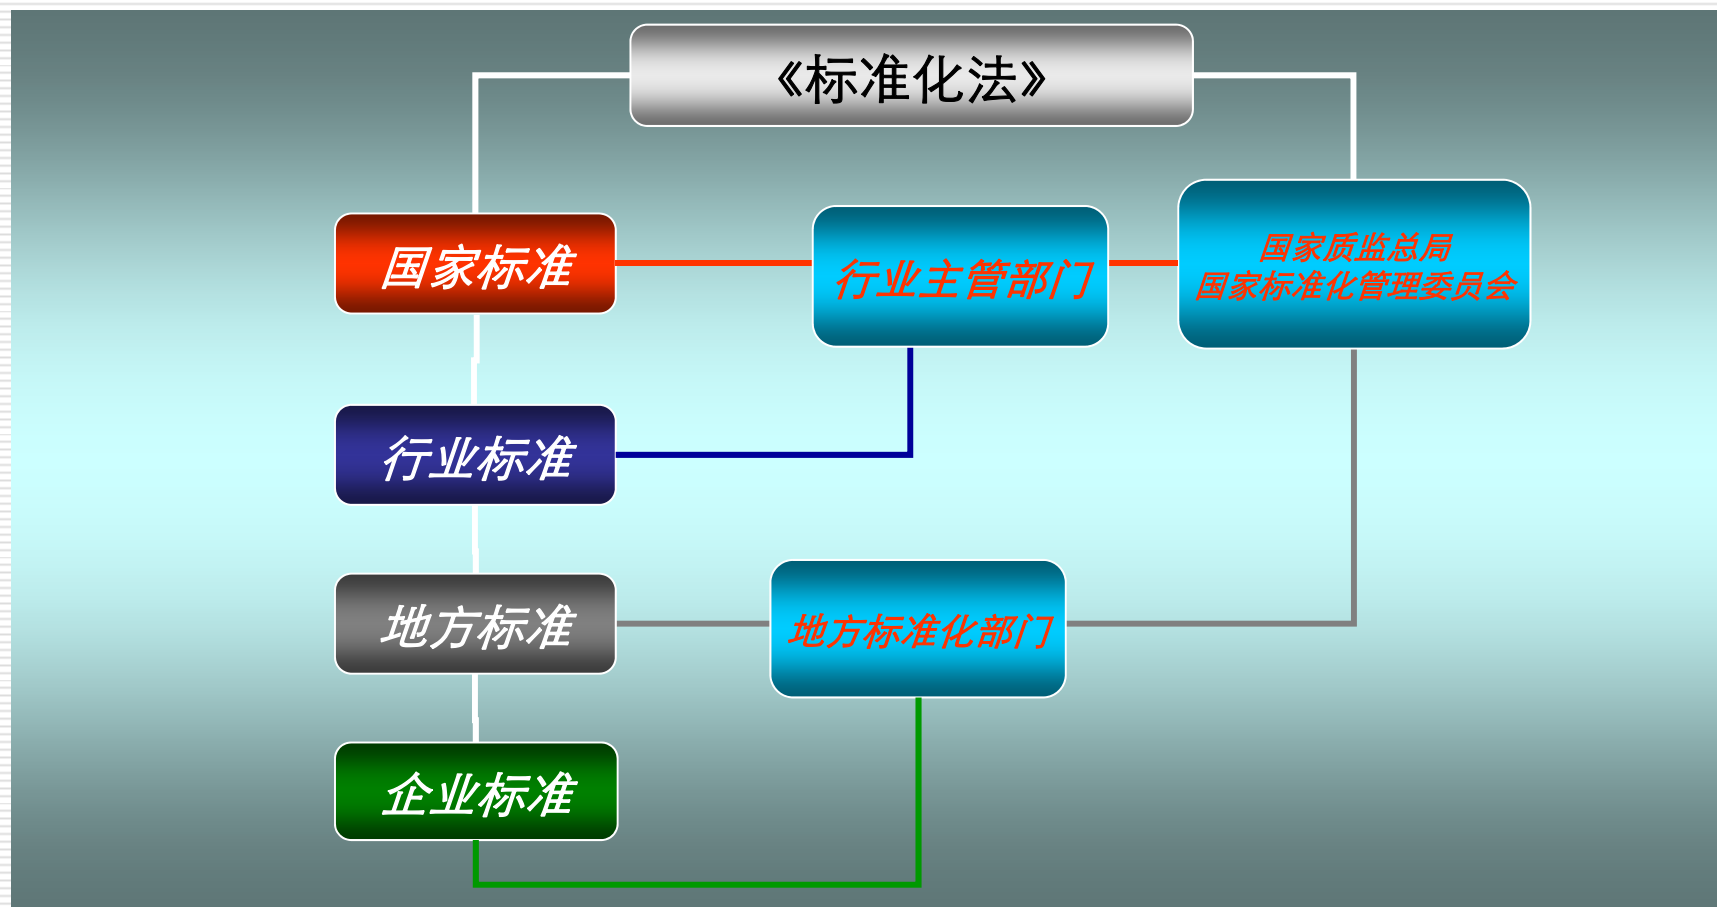 《标准化法》
国家标准
行业主管部门
国家质监总局
国家标准化管理委员会
行业标准
地方标准
地方标准化部门
企业标准